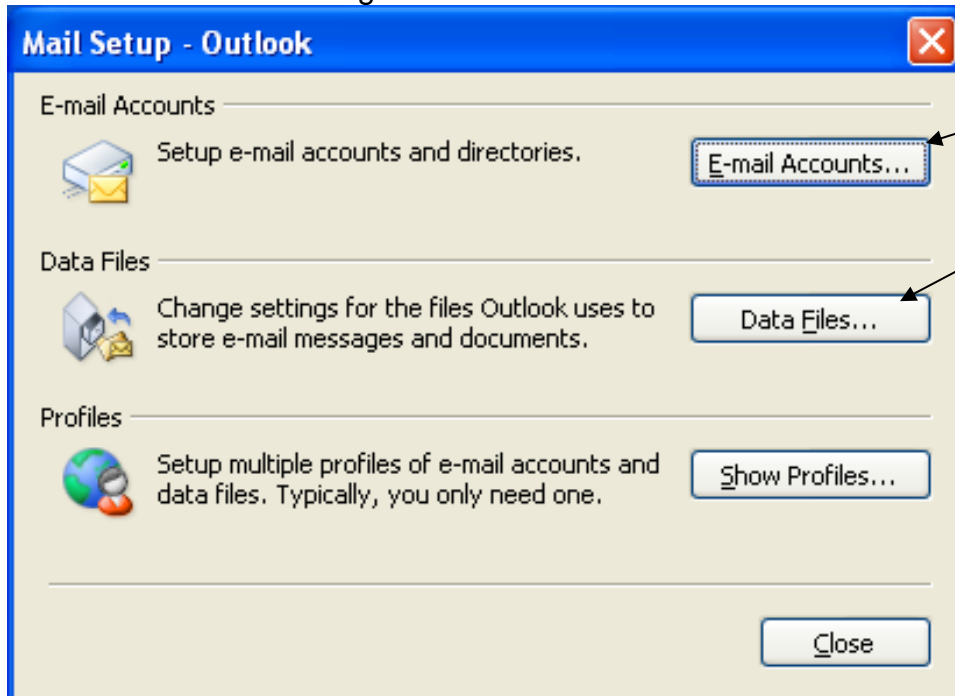 Mail Setup - Outlook
E-mail Accounts
Setup e-mail accounts and directories.
E-mail Accounts...
Data Files
Change settings for the files Outlook uses to
store e-mail messages and documents.
Data Files...
Profiles
Setup multiple profiles of e-mail accounts and
data files. Typically, you only need one.
Show Profiles...
Close